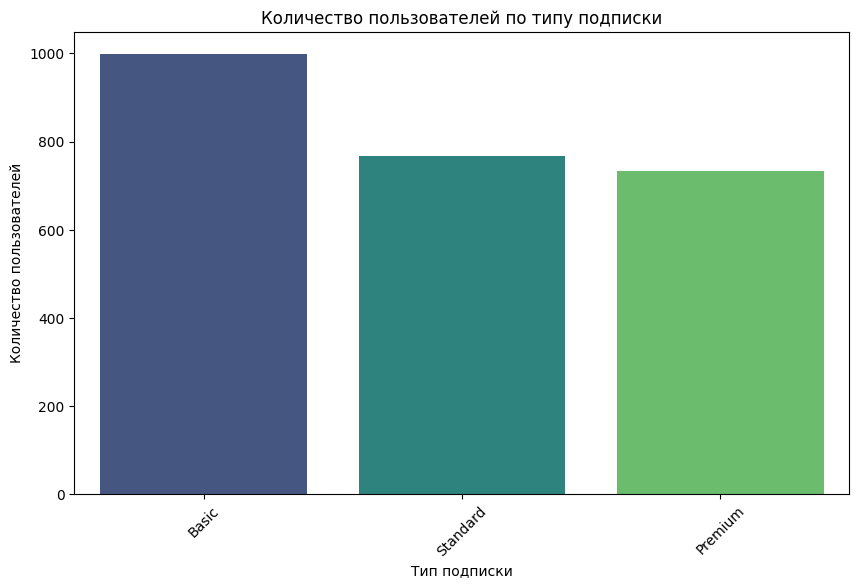 Количество пользователей по типу подписки
Количество пользователей
1000
800
600
400
200
0
Basic
Standard
Premium
Тип подписки